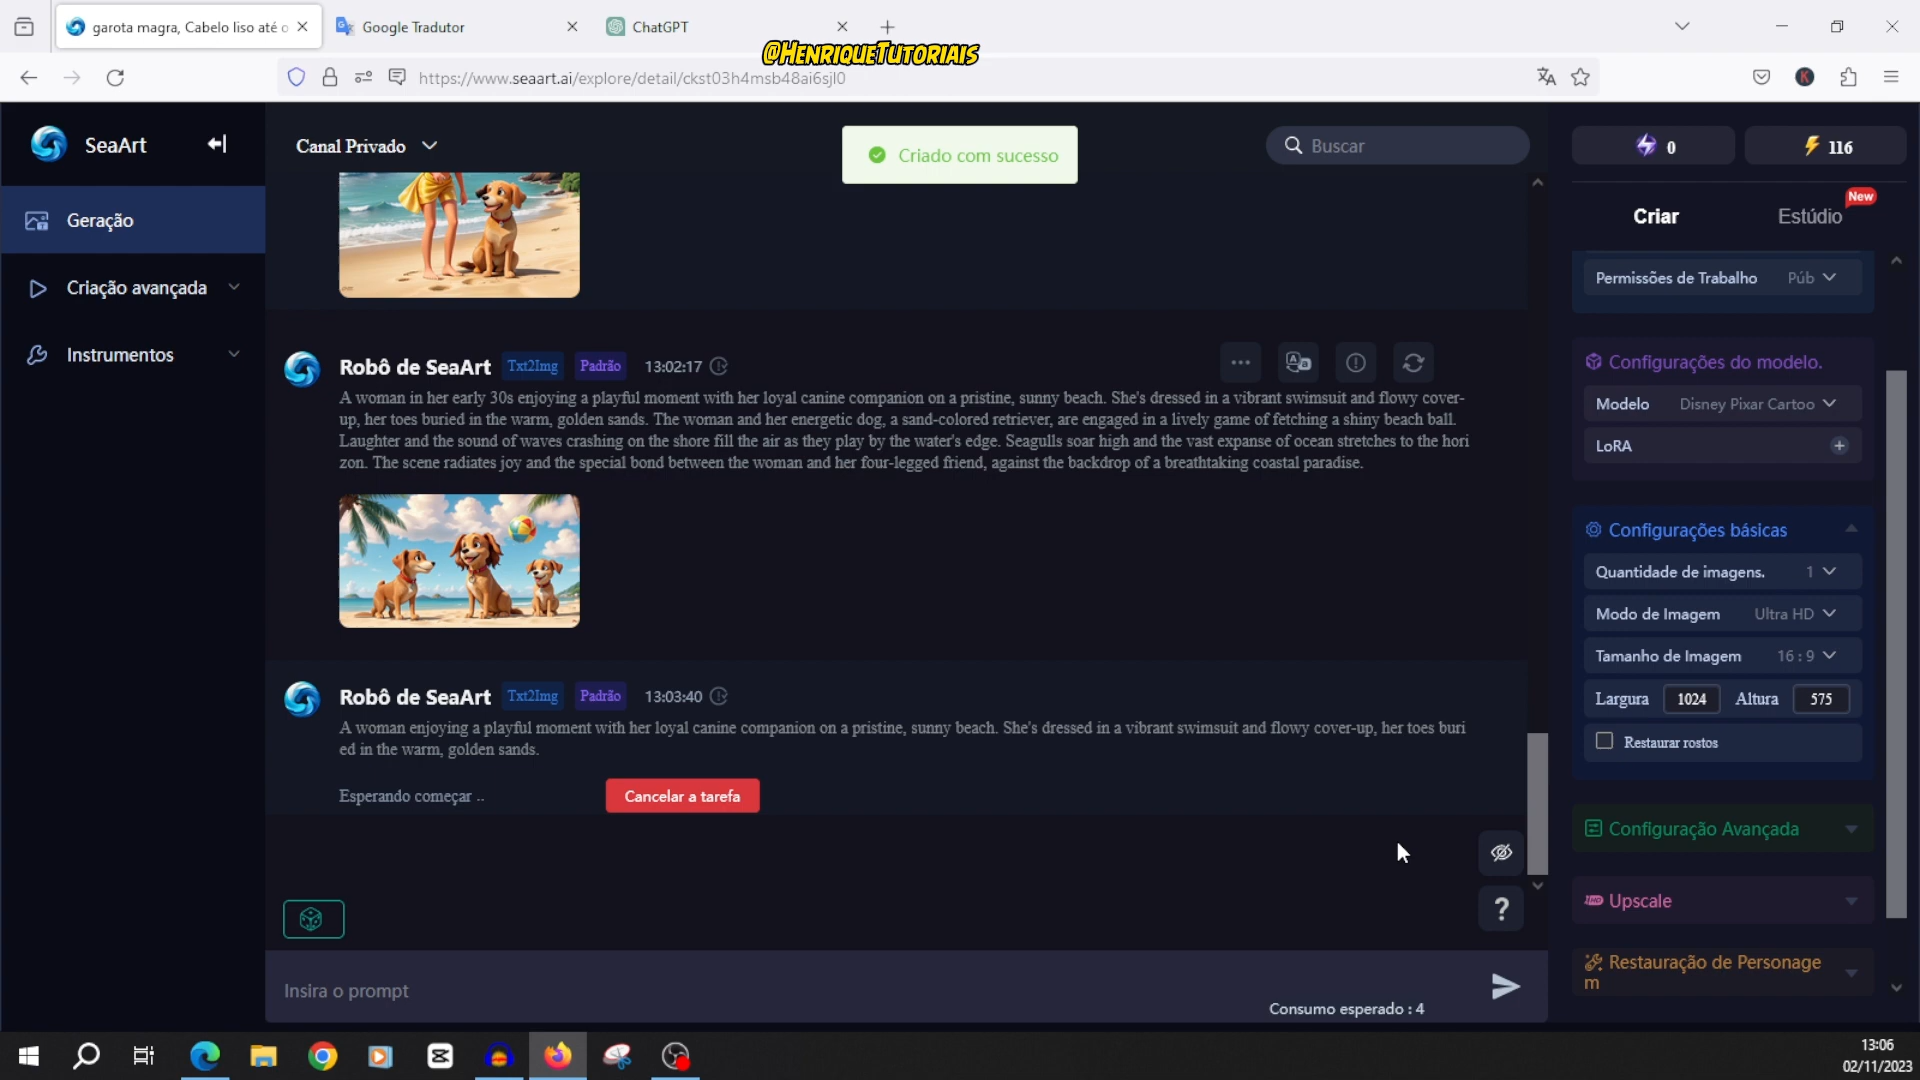 garota magra, Cabelo liso até o
Google Tradutor
ChatGPT
@HenriqueTutoriais
https://www.seaart.ai/explore/detail/ckst03h4msb48ai6sjl0
K
SeaArt
Canal Privado
Criado com sucesso
Buscar
0
116
Geração
Criação avançada
Instrumentos
New
Criar
Estúdio
Permissões de Trabalho Púb
Robô de SeaArt Txt2Img Padrão 13:02:17
A woman in her early 30s enjoying a playful moment with her loyal canine companion on a pristine, sunny beach. She's dressed in a vibrant swimsuit and flowy cover-
up, her toes buried in the warm, golden sands. The woman and her energetic dog, a sand-colored retriever, are engaged in a lively game of fetching a shiny beach ball.
Laughter and the sound of waves crashing on the shore fill the air as they play by the water's edge. Seagulls soar high and the vast expanse of ocean stretches to the hori
zon. The scene radiates joy and the special bond between the woman and her four-legged friend, against the backdrop of a breathtaking coastal paradise.
Robô de SeaArt Txt2Img Padrão 13:03:40
A woman enjoying a playful moment with her loyal canine companion on a pristine, sunny beach. She's dressed in a vibrant swimsuit and flowy cover-up, her toes buri
ed in the warm, golden sands.
Esperando começar ..
Cancelar a tarefa
Configurações do modelo.
Modelo Disney Pixar Cartoo
LoRA
Configurações básicas
Quantidade de imagens. 1
Modo de Imagem Ultra HD
Tamanho de Imagem 16 : 9
Largura 1024 Altura 575
Restaurar rostos
Configuração Avançada
Upscale
Restauração de Personage
m
?
Insira o prompt
Consumo esperado : 4
13:06
02/11/2023